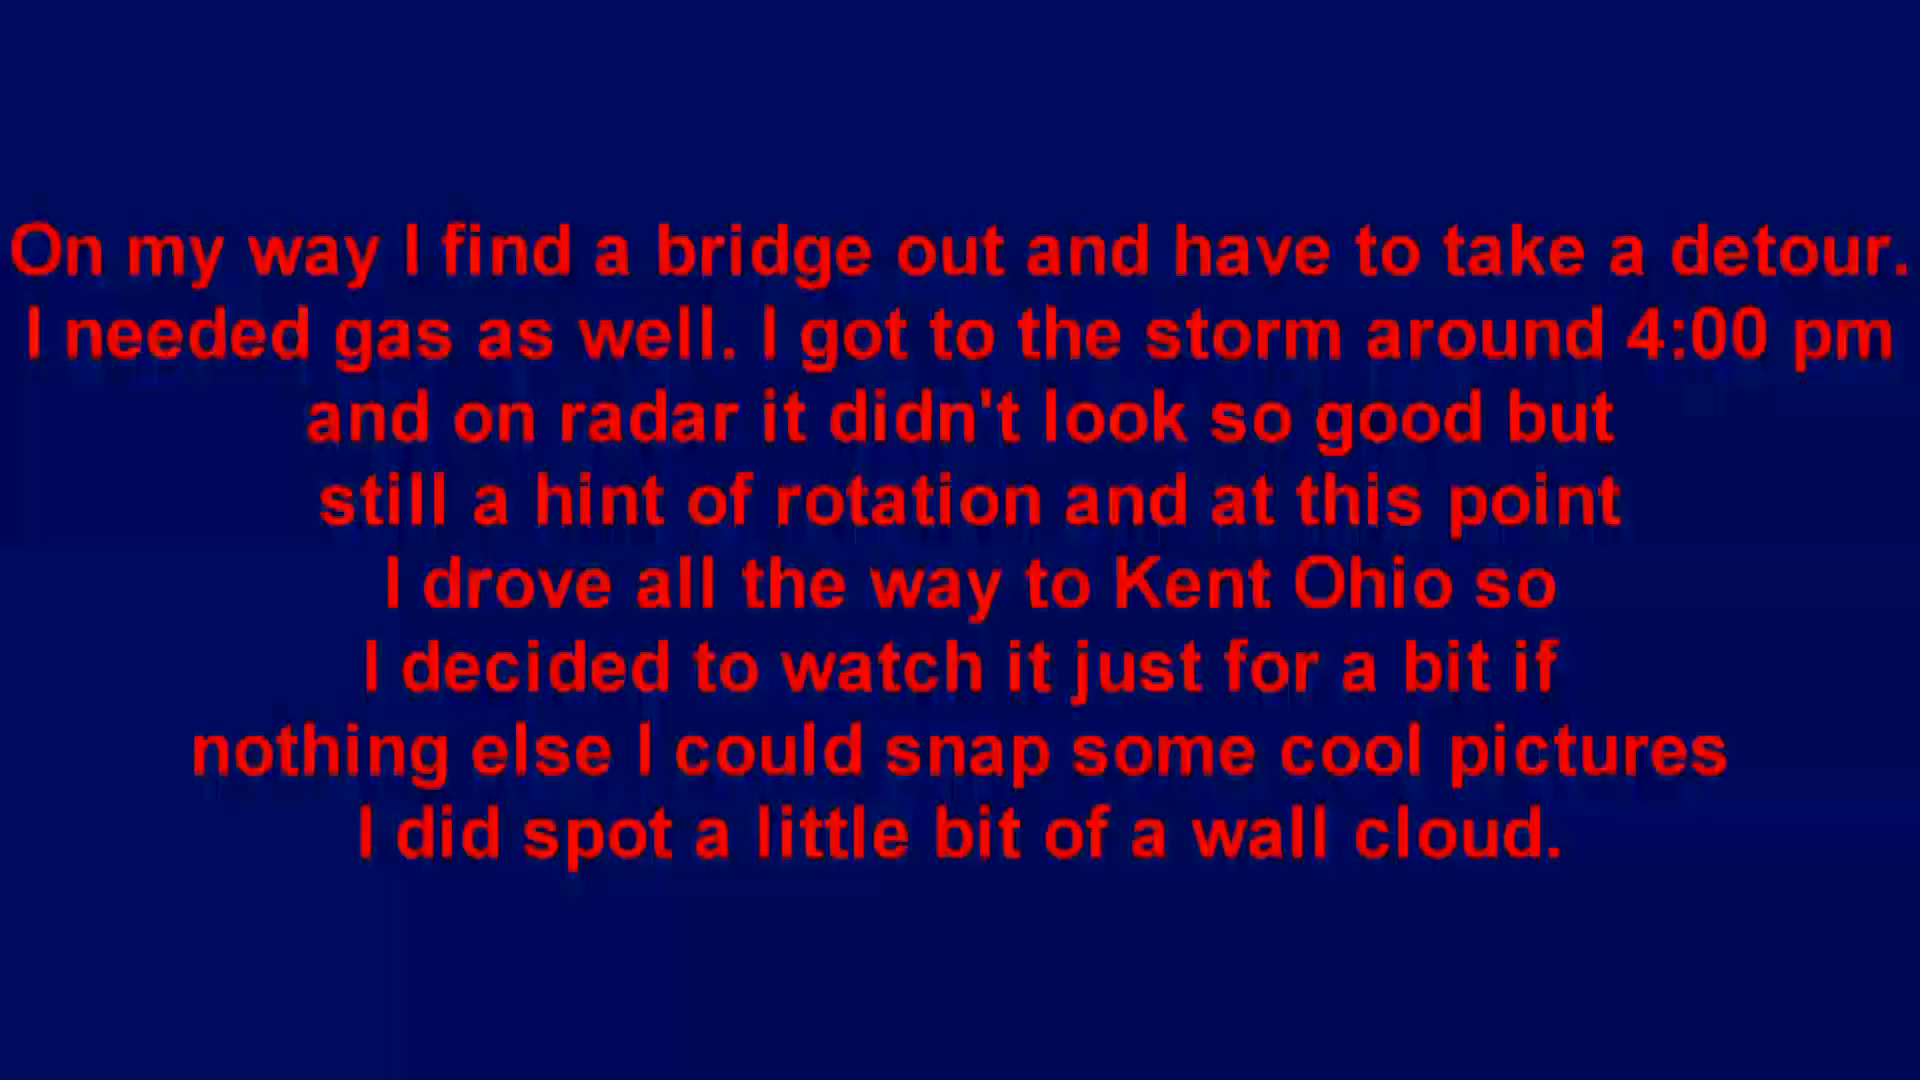 On my way I find a bridge out and have to take a detour.
I needed gas as well. I got to the storm around 4:00 pm
and on radar it didn't look so good but
still a hint of rotation and at this point
I drove all the way to Kent Ohio so
I decided to watch it just for a bit if
nothing else I could snap some cool pictures
I did spot a little bit of a wall cloud.